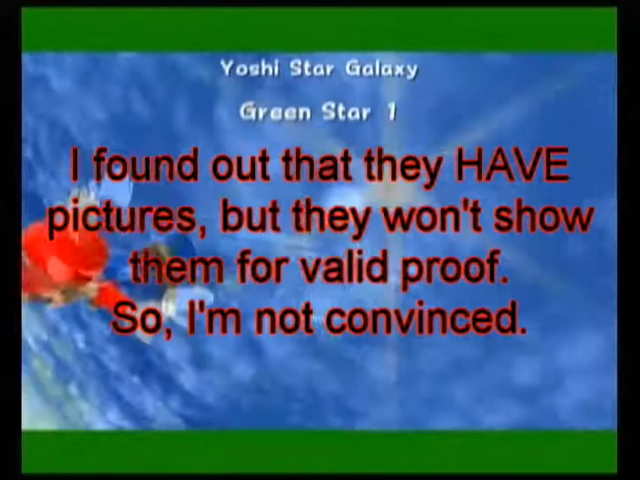 Yoshi Star Galaxy
Green Star 1
I found out that they HAVE
pictures, but they won't show
them for valid proof.
So, I'm not convinced.